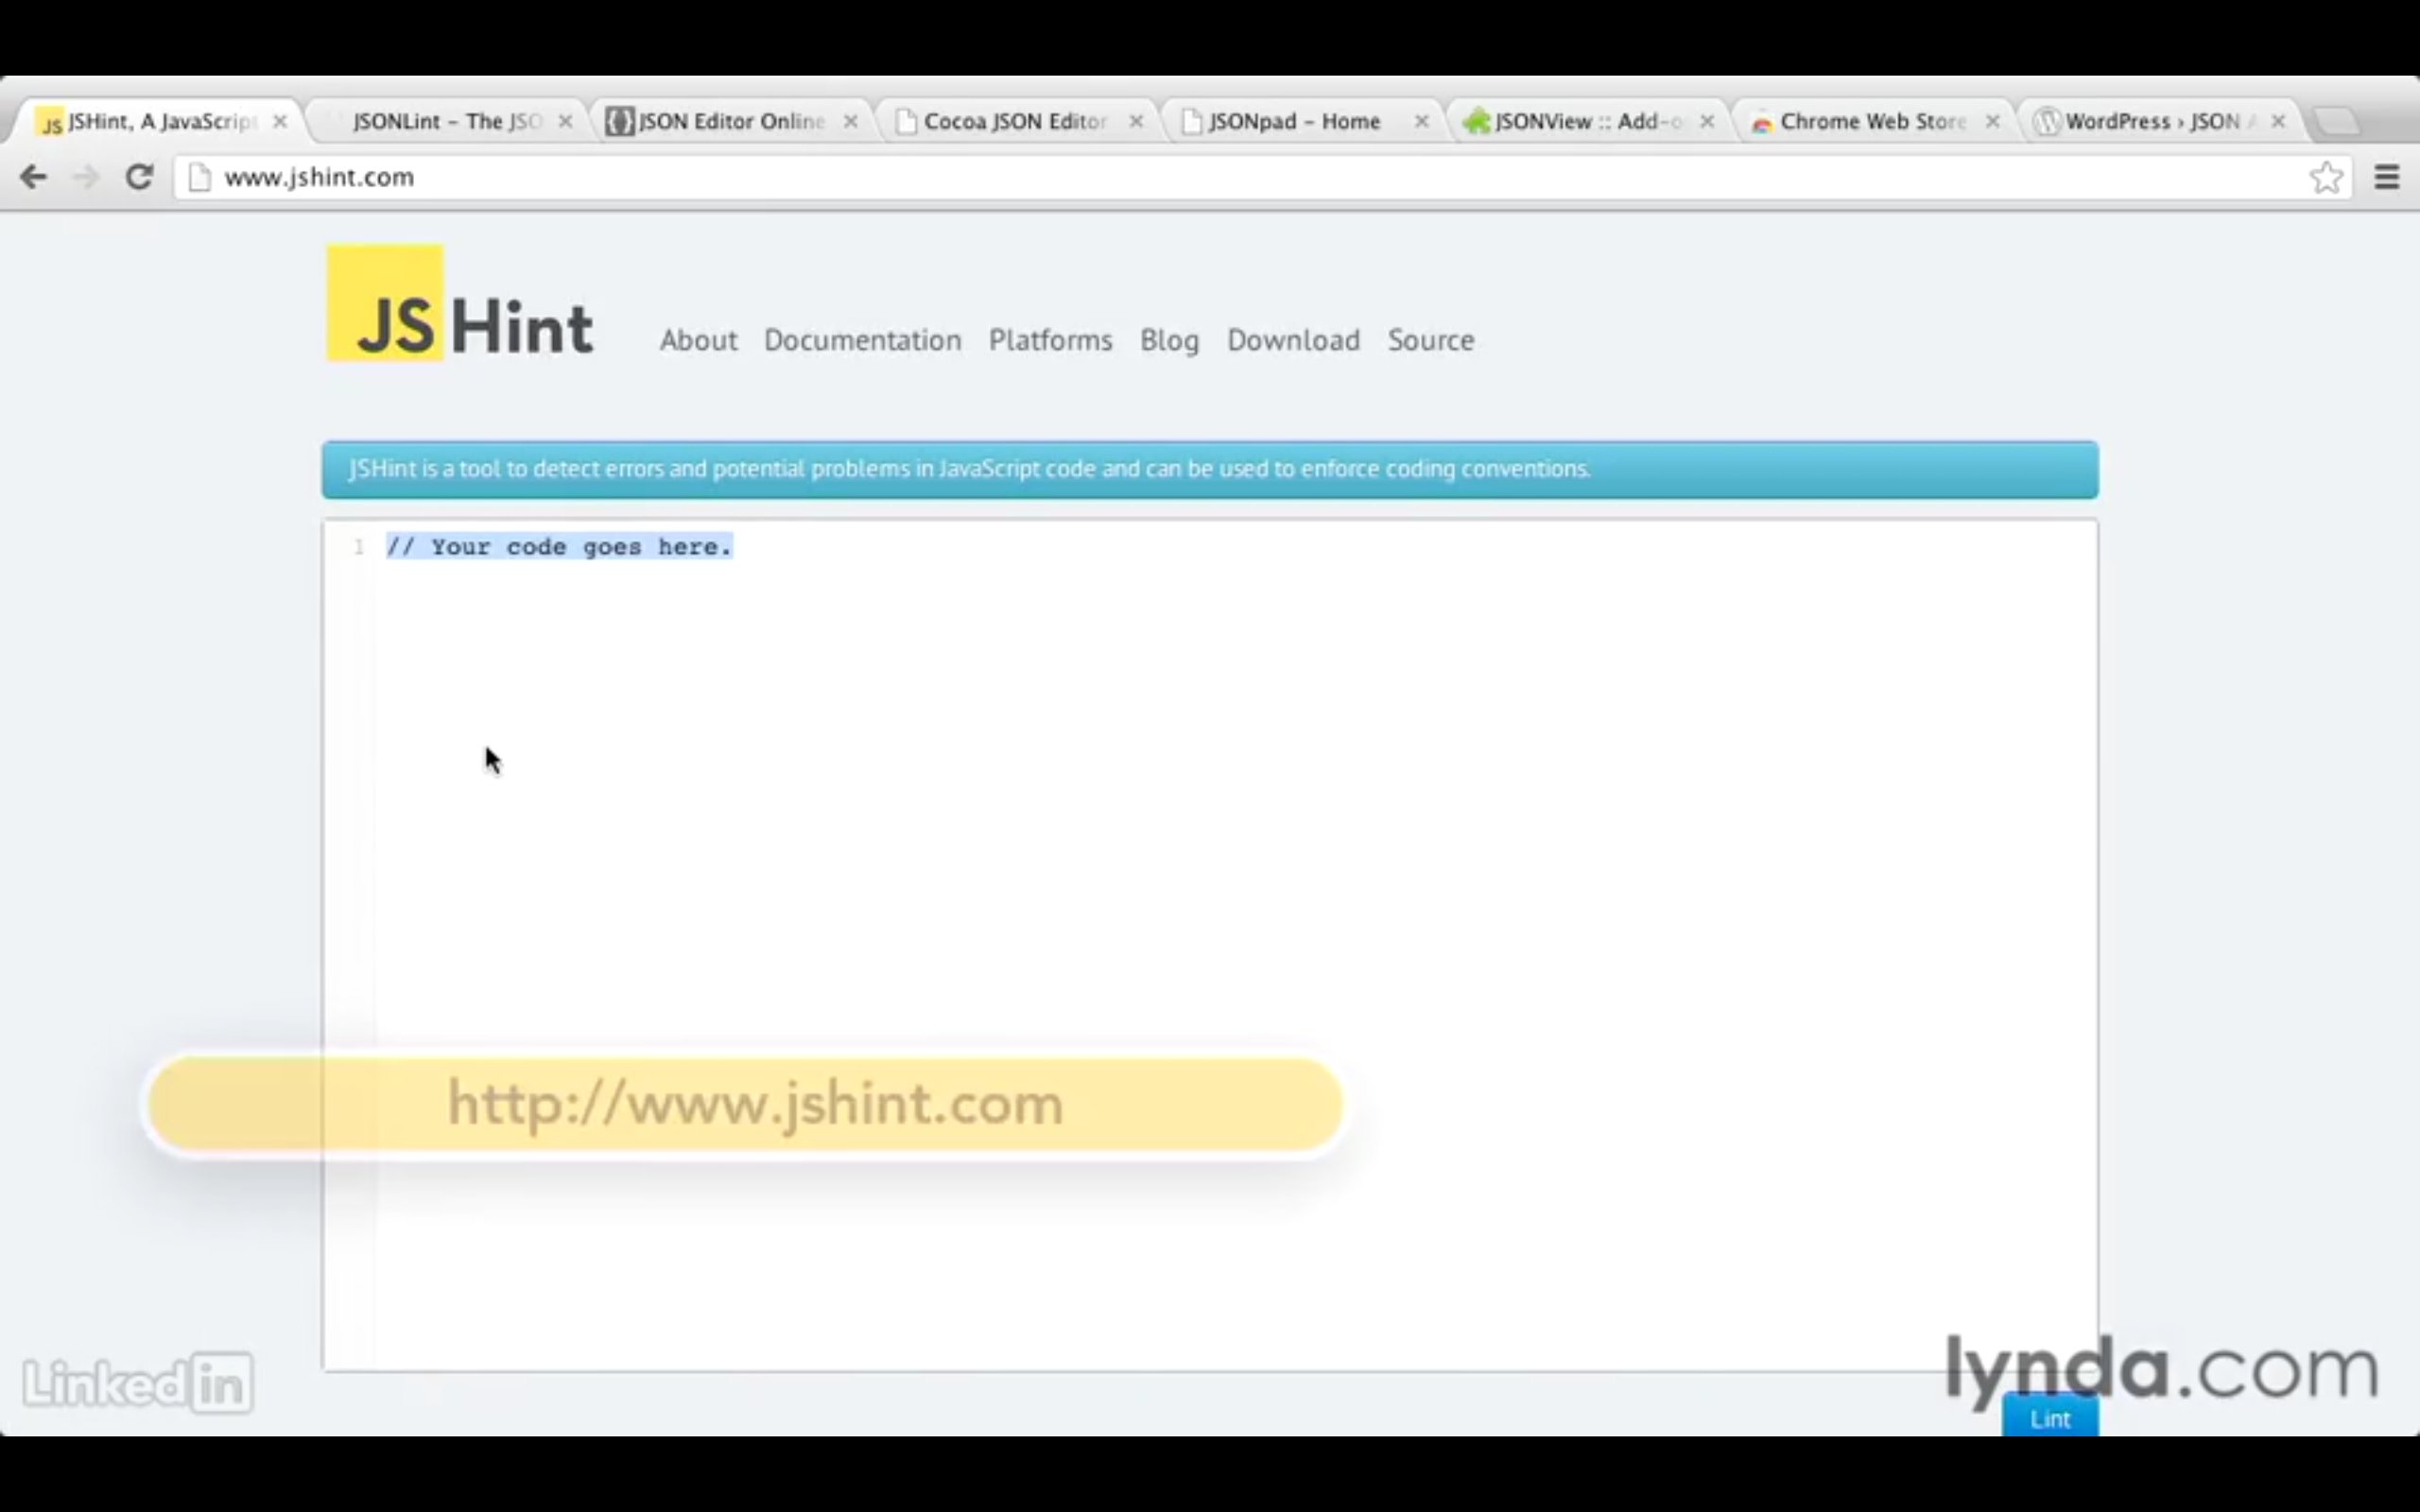 JSHint, A JavaScript
JSONLint – The JSO
JSON Editor Online
Cocoa JSON Editor
JSONpad – Home
JSONView :: Add-o
Chrome Web Store
WordPress › JSON A
www.jshint.com
JS Hint
About Documentation Platforms Blog Download Source
JSHint is a tool to detect errors and potential problems in JavaScript code and can be used to enforce coding conventions.
1 // Your code goes here.
http://www.jshint.com
Linked in
lynda.com
Lint